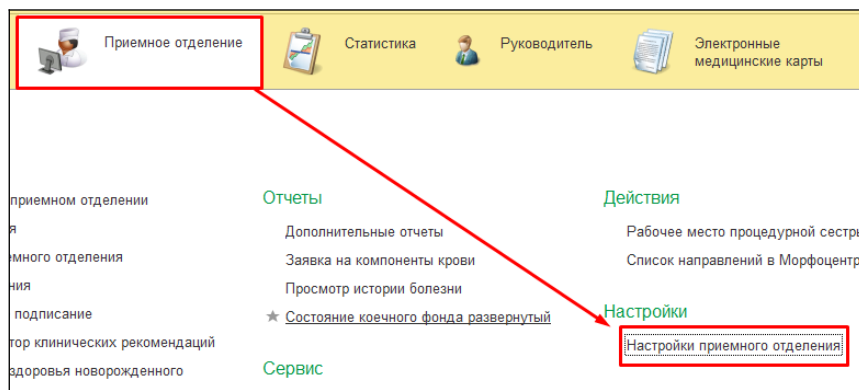 Приемное отделение
Статистика
Руководитель
Электронные
медицинские карты
приемном отделении
я
много отделения
ния
подписание
тор клинических рекомендаций
здоровья новорожденного
Отчеты
Дополнительные отчеты
Заявка на компоненты крови
Просмотр истории болезни
Состояние коечного фонда развернутый
Сервис
Действия
Рабочее место процедурной сестры
Список направлений в Морфоцентр
Настройки
Настройки приемного отделения